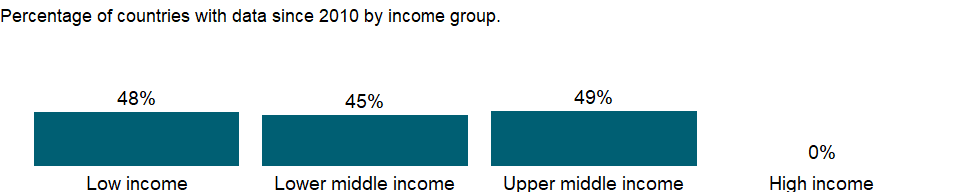 Percentage of countries with data since 2010 by income group.
48%
45%
49%
0%
Low income
Lower middle income
Upper middle income
High income